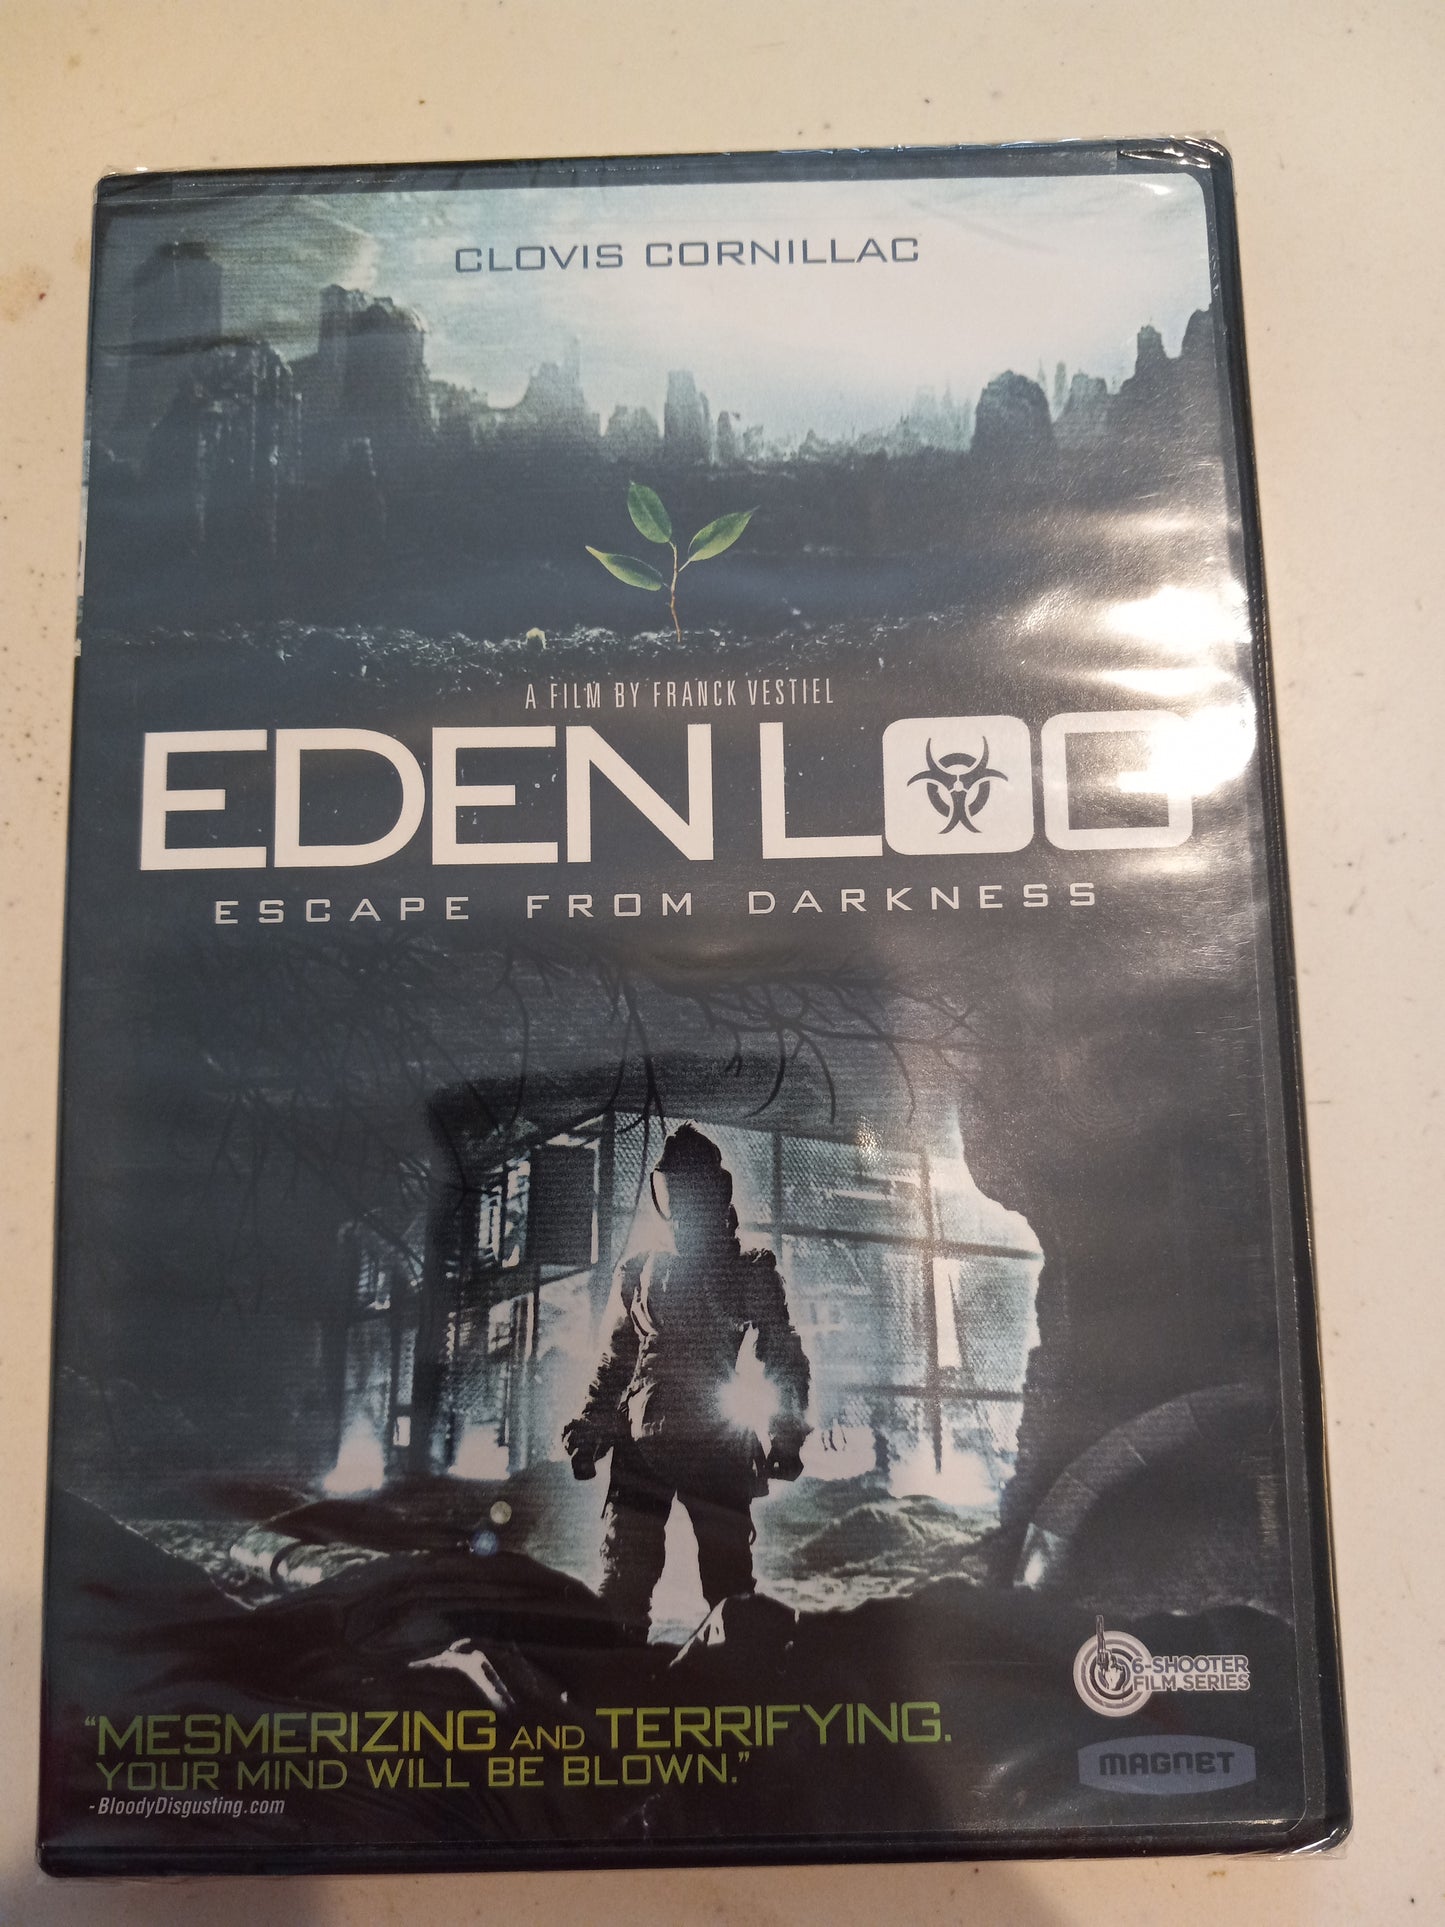 CLOVIS CORNILLAC
A FILM BY FRANCK VESTIEL
EDEN LOG
ESCAPE FROM DARKNESS
6-SHOOTER
FILM SERIES
"MESMERIZING AND TERRIFYING.
YOUR MIND WILL BE BLOWN."
-BloodyDisgusting.com
MAGNET